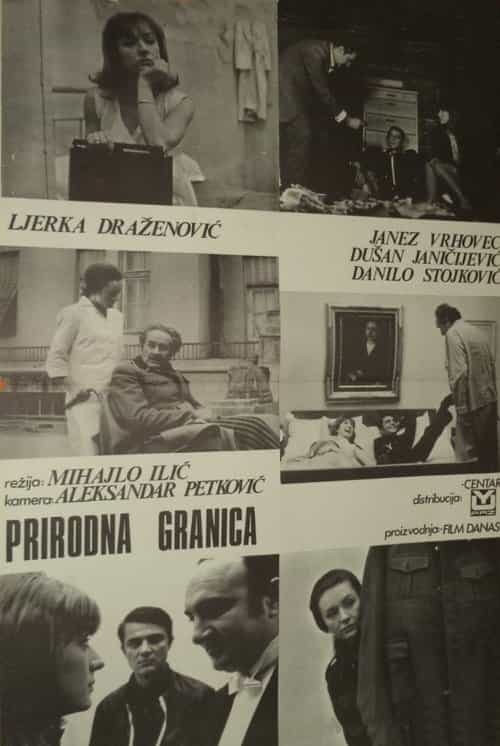 LJERKA DRAŽENOVIĆ
JANEZ VRHOVEC
DUŠAN JANIČIJEVIĆ
DANILO STOJKOVIĆ
režija: MIHAJLO ILIĆ
kamera: ALEKSANDAR PETKOVIĆ
PRIRODNA GRANICA
CENTAR
distribucija:
FRZ
proizvodnja: FILM DANAS